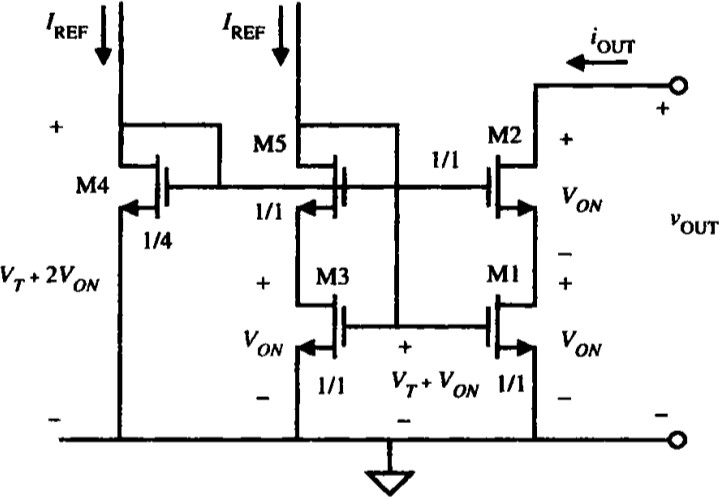 I_REF
I_REF
i_OUT
+
+
M5
M2
+
1/1
M4
V_ON
1/1
v_OUT
1/4
−
V_T + 2V_ON
+
M3
M1
+
V_ON
+
V_ON
1/1
V_T + V_ON
1/1
−
−
−
−
−